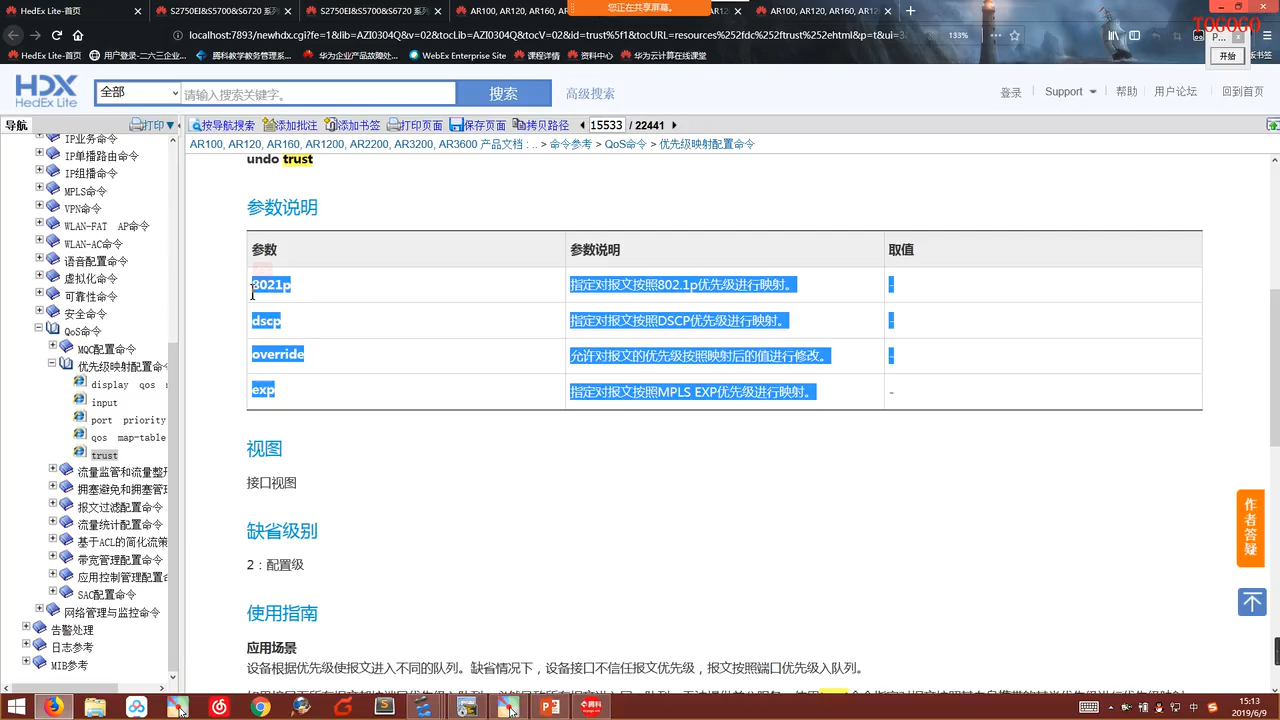 HedEx Lite-首页
S2750EI&S5700&S6720 系列
S2750EI&S5700&S6720 系列
AR100, AR120, AR160, AR12
您正在共享屏幕。
AR12
AR100, AR120, AR160, AR12
TOGOGO
localhost:7893/newhdx.cgi?fe=1&lib=AZI0304Q&v=02&tocLib=AZI0304Q&tocV=02&id=trust%5f1&tocURL=resources%252fdc%252ftrust%252ehtml&p=t&ui=3
133%
P...
开始
HedEx Lite-首页
用户登录-二六三企业...
腾科教学教务管理系...
华为企业产品故障处...
WebEx Enterprise Site
课程详情
资料中心
华为云计算在线课堂
HDX
HedEx Lite
全部
请输入搜索关键字。
搜索
高级搜索
登录
Support
帮助
用户论坛
回到首页
导航
打印
按导航搜索
添加批注
添加书签
打印页面
保存页面
拷贝路径
15533 / 22441
AR100, AR120, AR160, AR1200, AR2200, AR3200, AR3600 产品文档 : .. > 命令参考 > QoS命令 > 优先级映射配置命令
IP业务命令
IP单播路由命令
IP组播命令
MPLS命令
VPN命令
WLAN-FAT AP命令
WLAN-AC命令
语音配置命令
虚拟化命令
可靠性命令
安全命令
QoS命令
MQC配置命令
优先级映射配置命令
display qos
input
port priority
qos map-table
trust
流量监管和流量整形
拥塞避免和拥塞管理
报文过滤配置命令
流量统计配置命令
基于ACL的简化流策
带宽管理配置命令
应用控制管理配置命
SAC配置命令
网络管理与监控命令
告警处理
日志参考
MIB参考
undo trust
参数说明
参数 参数说明 取值
8021p 指定对报文按照802.1p优先级进行映射。 -
dscp 指定对报文按照DSCP优先级进行映射。 -
override 允许对报文的优先级按照映射后的值进行修改。 -
exp 指定对报文按照MPLS EXP优先级进行映射。 -
视图
接口视图
缺省级别
2：配置级
使用指南
应用场景
设备根据优先级使报文进入不同的队列。缺省情况下，设备接口不信任报文优先级，报文按照端口优先级入队列。
作者答疑
中
15:13
2019/6/9